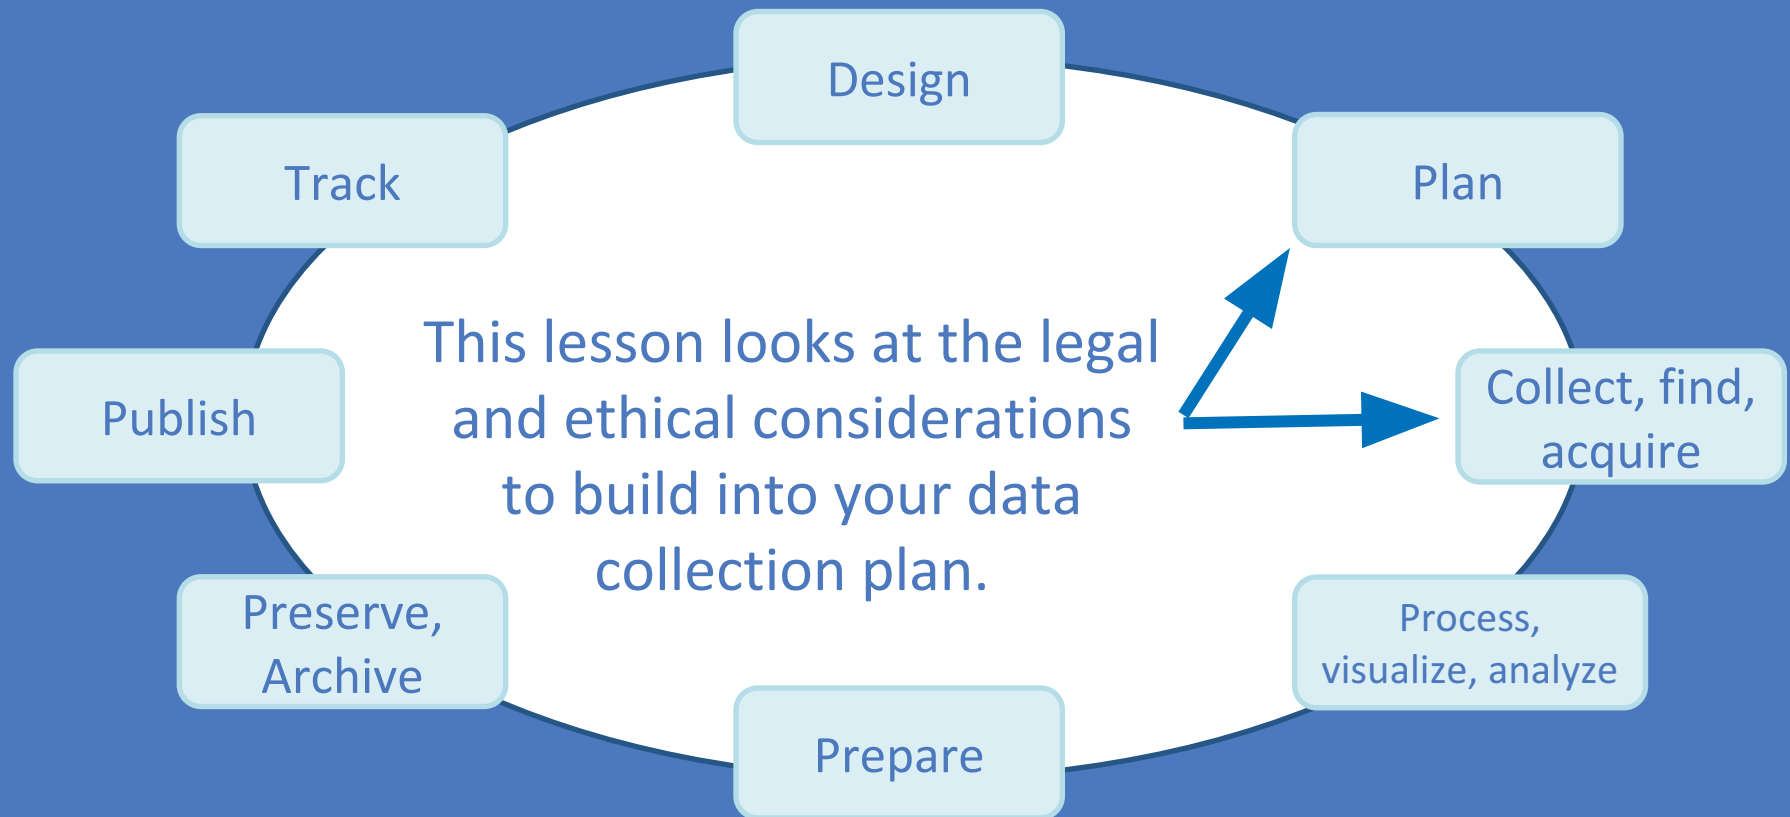 Design
Track
Plan
This lesson looks at the legal
and ethical considerations
to build into your data
collection plan.
Publish
Collect, find,
acquire
Preserve,
Archive
Process,
visualize, analyze
Prepare